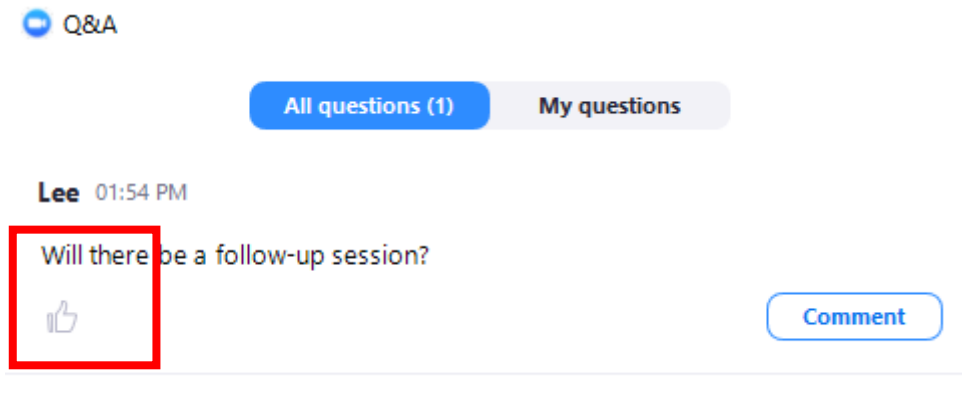 Q&A
All questions (1) My questions
Lee 01:54 PM
Will there be a follow-up session?
Comment